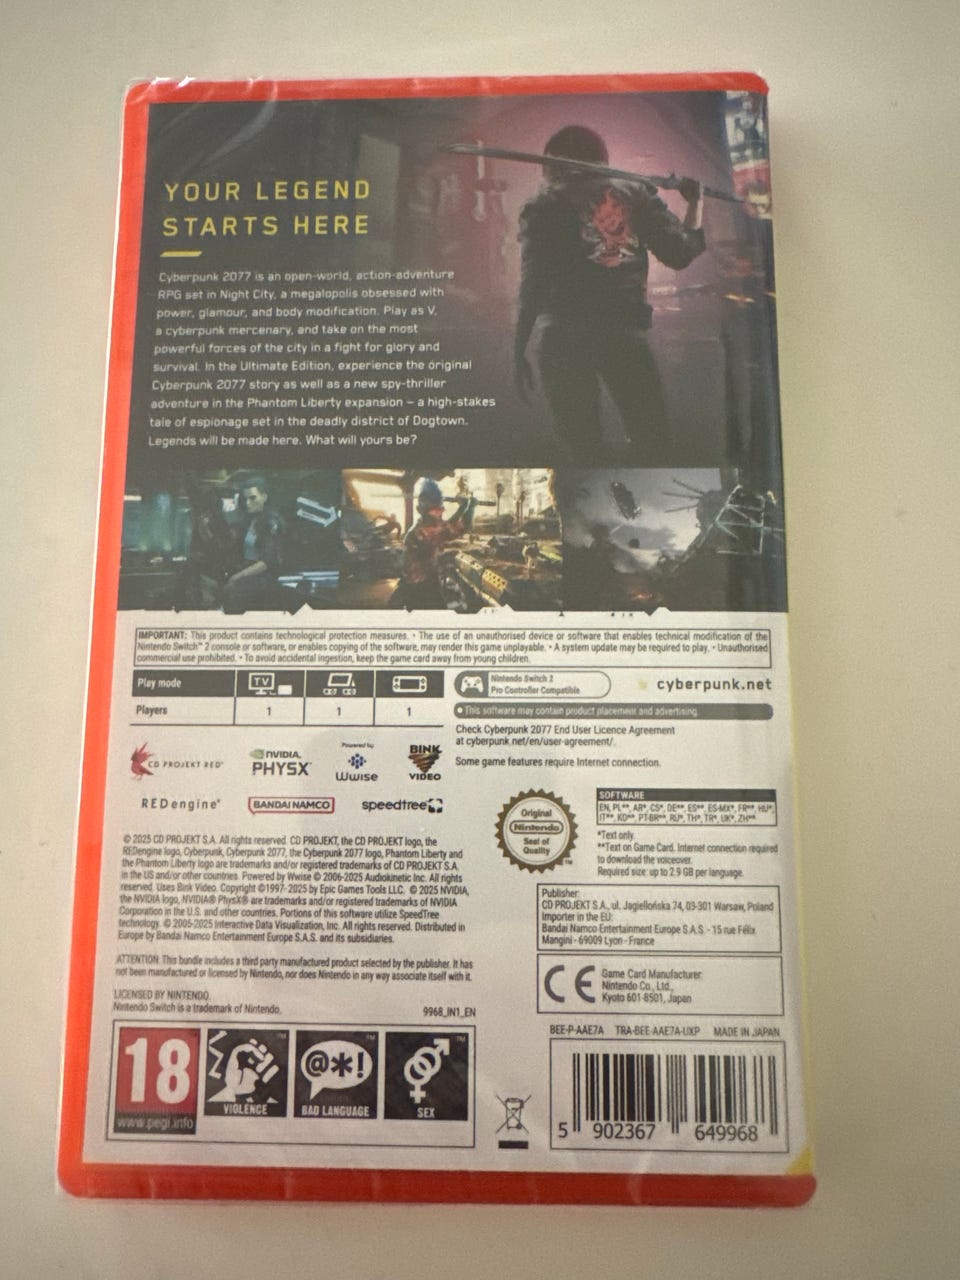 YOUR LEGEND
STARTS HERE
Cyberpunk 2077 is an open-world, action-adventure
RPG set in Night City, a megalopolis obsessed with
power, glamour, and body modification. Play as V,
a cyberpunk mercenary, and take on the most
powerful forces of the city in a fight for glory and
survival. In the Ultimate Edition, experience the original
Cyberpunk 2077 story as well as a new spy-thriller
adventure in the Phantom Liberty expansion – a high-stakes
tale of espionage set in the deadly district of Dogtown.
Legends will be made here. What will yours be?
IMPORTANT: This product contains technological protection measures. • The use of an unauthorised device or software that enables technical modification of the
Nintendo Switch™ 2 console or software, or enables copying of the software, may render this game unplayable. • A system update may be required to play. • Unauthorised
commercial use prohibited. • To avoid accidental ingestion, keep the game card away from young children.
Play mode
TV
Players
1
1
1
Nintendo Switch 2
Pro Controller Compatible
cyberpunk.net
• This software may contain product placement and advertising.
Check Cyberpunk 2077 End User Licence Agreement
at cyberpunk.net/en/user-agreement/.
Some game features require Internet connection.
CD PROJEKT RED®
NVIDIA.
PHYSX™
Powered by
Wwise
BINK
VIDEO
REDengine®
BANDAI NAMCO
speedtree
Original
Nintendo
Seal of
Quality
TM
SOFTWARE
EN, PL**, AR*, CS*, DE**, ES**, ES-MX*, FR**, HU*,
IT**, KO**, PT-BR**, RU*, TH*, TR*, UK*, ZH**
*Text only.
**Text on Game Card. Internet connection required
to download the voiceover.
Required size: up to 2.9 GB per language.
© 2025 CD PROJEKT S.A. All rights reserved. CD PROJEKT, the CD PROJEKT logo, the
REDengine logo, Cyberpunk, Cyberpunk 2077, the Cyberpunk 2077 logo, Phantom Liberty and
the Phantom Liberty logo are trademarks and/or registered trademarks of CD PROJEKT S.A.
in the US and/or other countries. Powered by Wwise © 2006-2025 Audiokinetic Inc. All rights
reserved. Uses Bink Video. Copyright ©1997-2025 by Epic Games Tools LLC. © 2025 NVIDIA,
the NVIDIA logo, NVIDIA® PhysX® are trademarks and/or registered trademarks of NVIDIA
Corporation in the U.S. and other countries. Portions of this software utilize SpeedTree
technology. © 2005-2025 Interactive Data Visualization, Inc. All rights reserved. Distributed in
Europe by Bandai Namco Entertainment Europe S.A.S. and its subsidiaries.
ATTENTION: This bundle includes a third party manufactured product selected by the publisher. It has
not been manufactured or licensed by Nintendo, nor does Nintendo in any way associate itself with it.
LICENSED BY NINTENDO.
Nintendo Switch is a trademark of Nintendo.
9968_IN1_EN
Publisher:
CD PROJEKT S.A., ul. Jagiellońska 74, 03-301 Warsaw, Poland
Importer in the EU:
Bandai Namco Entertainment Europe S.A.S. - 15 rue Félix
Mangini - 69009 Lyon - France
CE
Game Card Manufacturer:
Nintendo Co., Ltd.,
Kyoto 601-8501, Japan
BEE-P-AAE7A TRA-BEE-AAE7A-UXP MADE IN JAPAN
18
www.pegi.info
VIOLENCE
@*!
BAD LANGUAGE
SEX
5 902367 649968